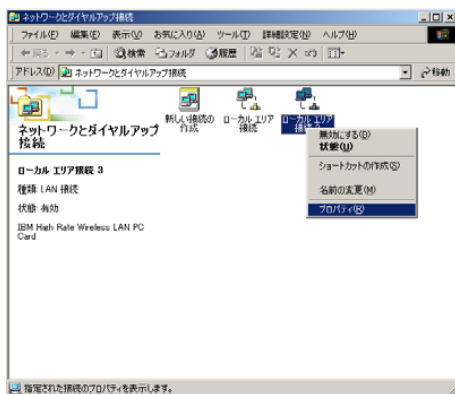 ネットワークとダイヤルアップ接続
ファイル(F) 編集(E) 表示(V) お気に入り(A) ツール(T) 詳細設定(N) ヘルプ(H)
戻る 検索 フォルダ 履歴
アドレス(D) ネットワークとダイヤルアップ接続 移動
ネットワークとダイヤルアップ
接続
ローカル エリア接続 3
種類: LAN 接続
状態: 有効
IBM High Rate Wireless LAN PC
Card
新しい接続の
作成
ローカル エリア
接続
ローカル エリア
接続
無効にする(B)
状態(U)
ショートカットの作成(S)
名前の変更(M)
プロパティ(R)
指定された接続のプロパティを表示します。